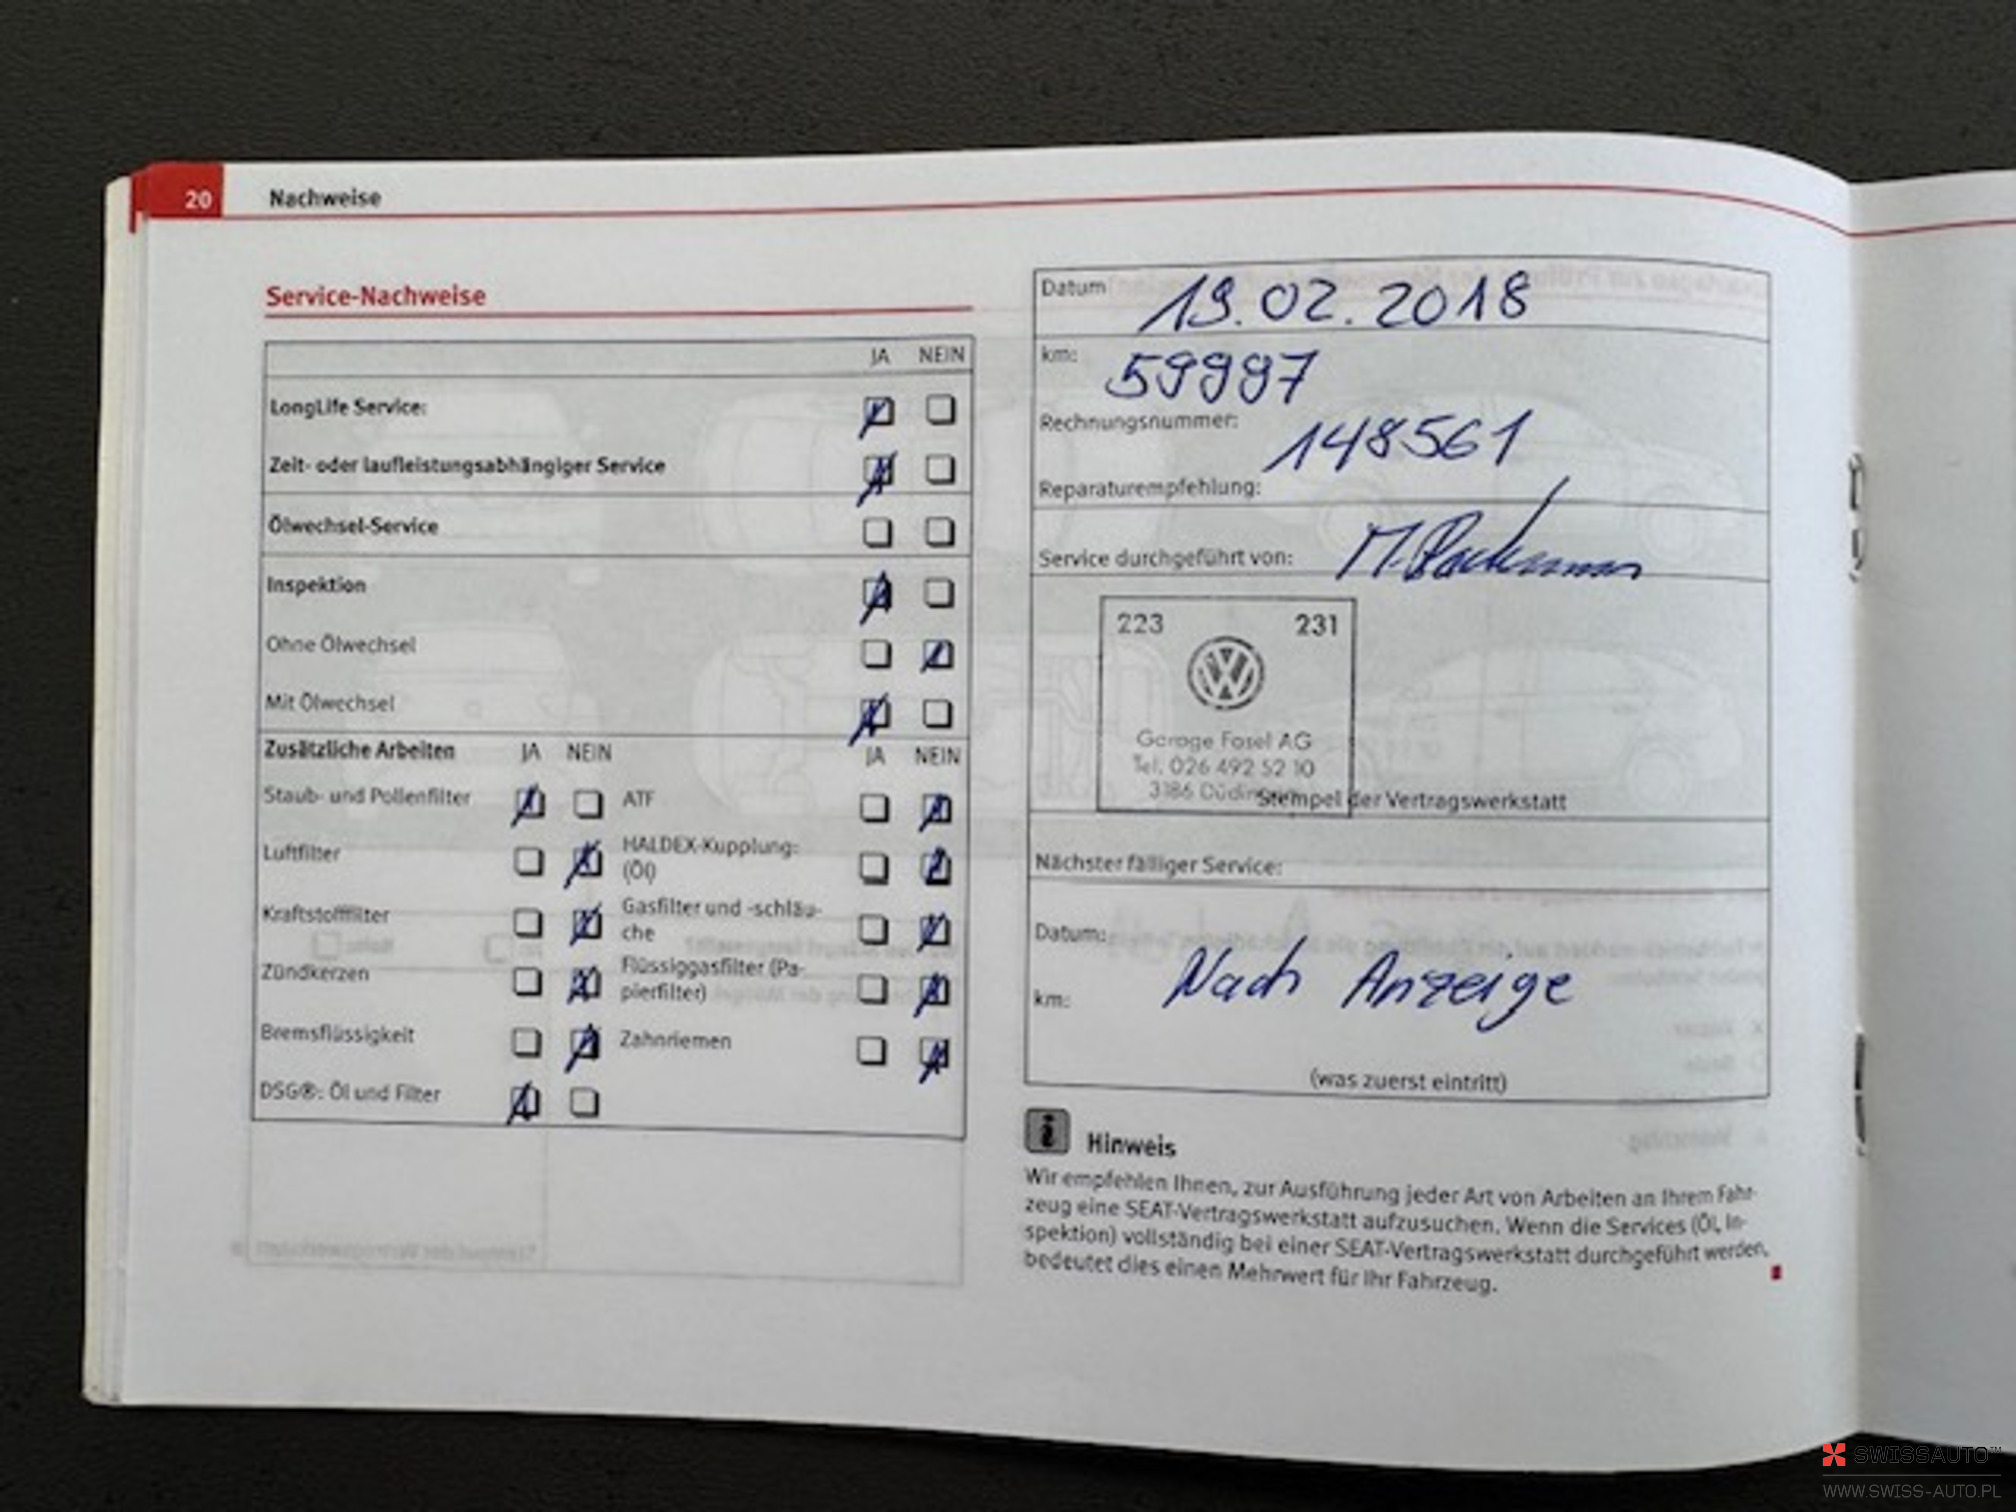 20 Nachweise
Service-Nachweise
JA NEIN
LongLife Service:
Zeit- oder laufleistungsabhängiger Service
Ölwechsel-Service
Inspektion
Ohne Ölwechsel
Mit Ölwechsel
Zusätzliche Arbeiten JA NEIN JA NEIN
Staub- und Pollenfilter ATF
Luftfilter HALDEX-Kupplung:
(Öl)
Kraftstofffilter Gasfilter und -schläu-
che
Zündkerzen Flüssiggasfilter (Pa-
pierfilter)
Bremsflüssigkeit Zahnriemen
DSG®: Öl und Filter
Datum 19.02.2018
km: 59997
Rechnungsnummer: 148561
Reparaturempfehlung:
Service durchgeführt von: M.
223 231
VW
Garage Fasel AG
Tel. 026 492 52 10
3186 Düdingen
Stempel der Vertragswerkstatt
Nächster fälliger Service:
Datum:
Nach Anzeige
km:
(was zuerst eintritt)
i Hinweis
Wir empfehlen Ihnen, zur Ausführung jeder Art von Arbeiten an Ihrem Fahr-
zeug eine SEAT-Vertragswerkstatt aufzusuchen. Wenn die Services (Öl, In-
spektion) vollständig bei einer SEAT-Vertragswerkstatt durchgeführt werden,
bedeutet dies einen Mehrwert für Ihr Fahrzeug.
SWISSAUTO™
WWW.SWISS-AUTO.PL